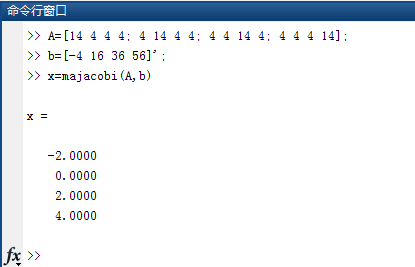 命令行窗口
>> A=[14 4 4 4; 4 14 4 4; 4 4 14 4; 4 4 4 14];
>> b=[-4 16 36 56]';
>> x=majacobi(A,b)
x =
-2.0000
0.0000
2.0000
4.0000
fx >>